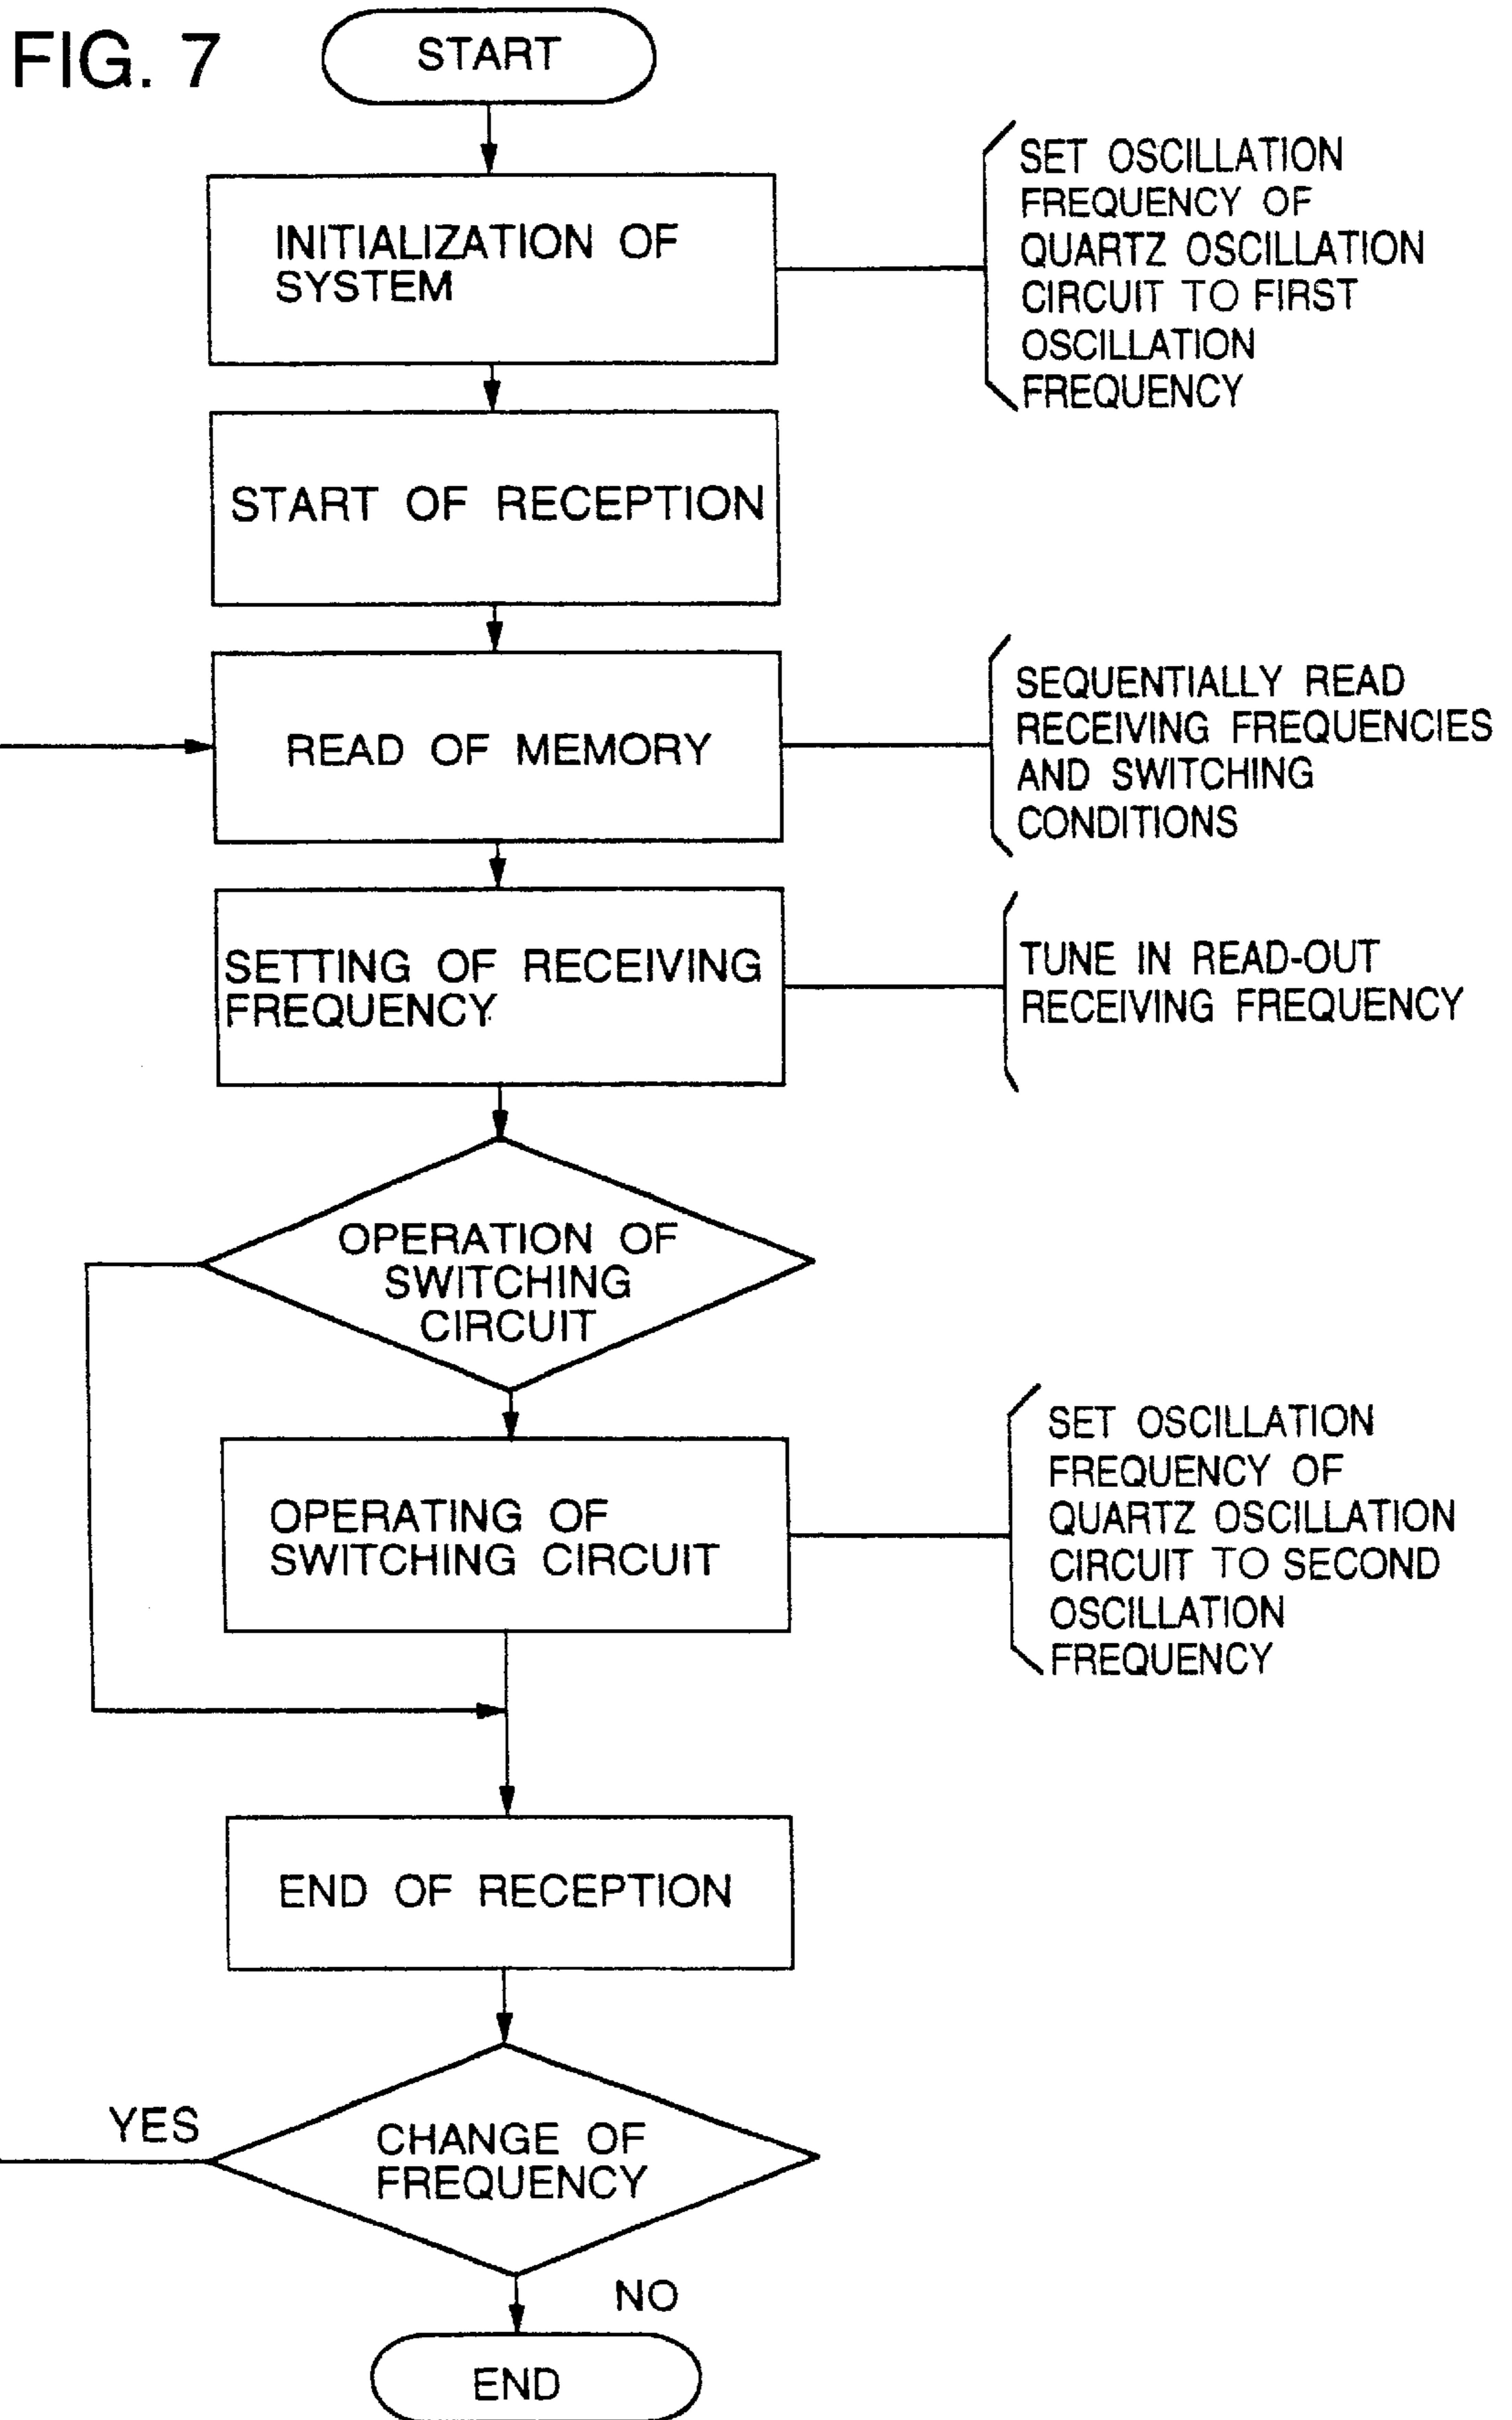 FIG. 7
START
INITIALIZATION OF
SYSTEM
SET OSCILLATION
FREQUENCY OF
QUARTZ OSCILLATION
CIRCUIT TO FIRST
OSCILLATION
FREQUENCY
START OF RECEPTION
READ OF MEMORY
SEQUENTIALLY READ
RECEIVING FREQUENCIES
AND SWITCHING
CONDITIONS
SETTING OF RECEIVING
FREQUENCY
TUNE IN READ-OUT
RECEIVING FREQUENCY
OPERATION OF
SWITCHING
CIRCUIT
OPERATING OF
SWITCHING CIRCUIT
SET OSCILLATION
FREQUENCY OF
QUARTZ OSCILLATION
CIRCUIT TO SECOND
OSCILLATION
FREQUENCY
END OF RECEPTION
YES
CHANGE OF
FREQUENCY
NO
END